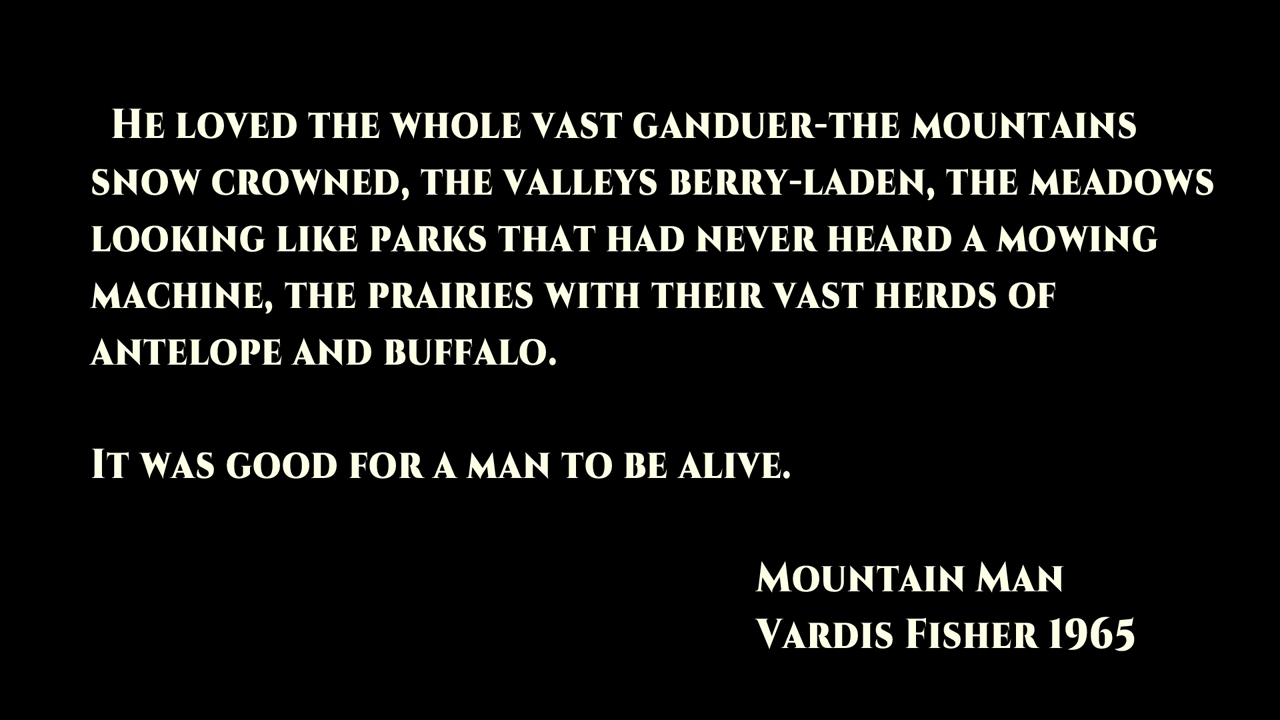 He loved the whole vast ganduer-the mountains
snow crowned, the valleys berry-laden, the meadows
looking like parks that had never heard a mowing
machine, the prairies with their vast herds of
antelope and buffalo.
It was good for a man to be alive.
Mountain Man
Vardis Fisher 1965